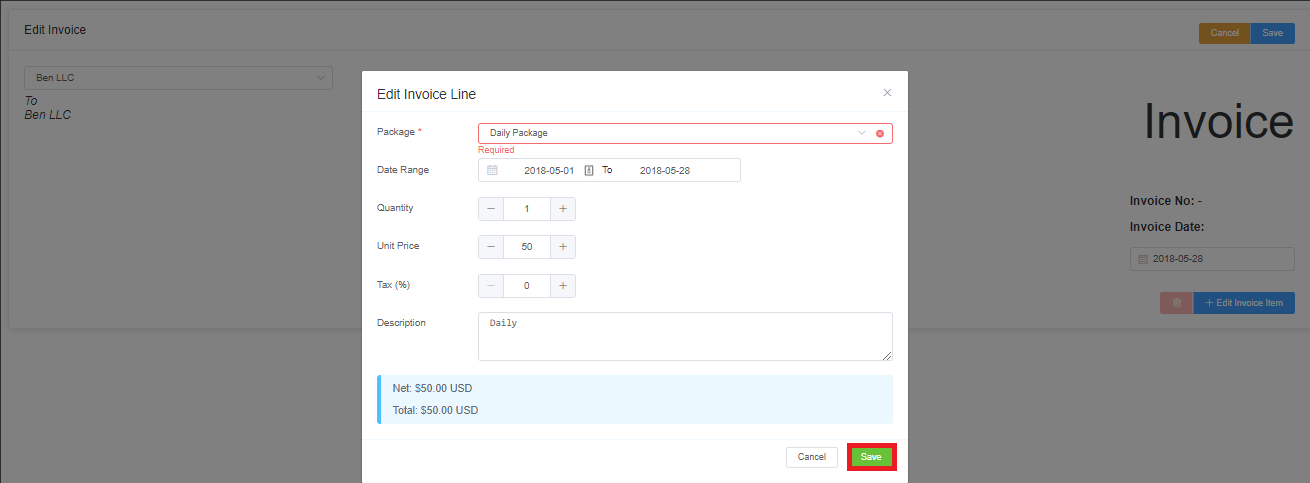 Edit Invoice
Cancel Save
Ben LLC
To
Ben LLC
Invoice
Invoice No: -
Invoice Date:
2018-05-28
+ Edit Invoice Item
Edit Invoice Line
Package *
Daily Package
Required
Date Range
2018-05-01 To 2018-05-28
Quantity
− 1 +
Unit Price
− 50 +
Tax (%)
− 0 +
Description
Daily
Net: $50.00 USD
Total: $50.00 USD
Cancel Save